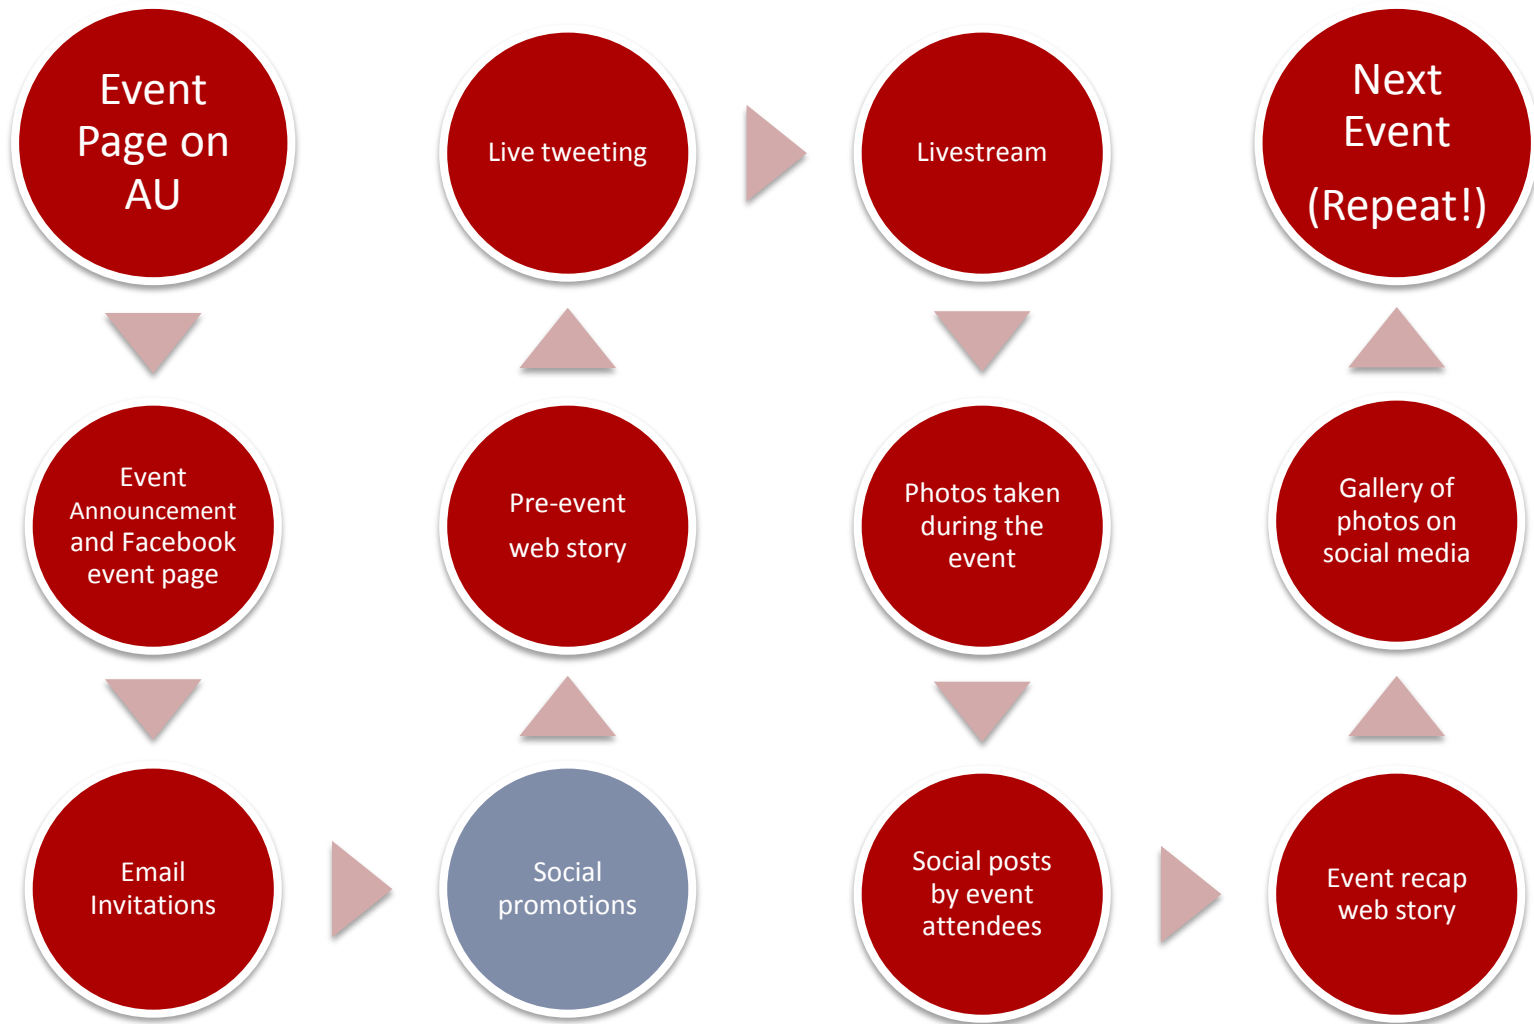 Event
Page on
AU
Event
Announcement
and Facebook
event page
Email
Invitations
Social
promotions
Pre-event
web story
Live tweeting
Livestream
Photos taken
during the
event
Social posts
by event
attendees
Event recap
web story
Gallery of
photos on
social media
Next
Event
(Repeat!)